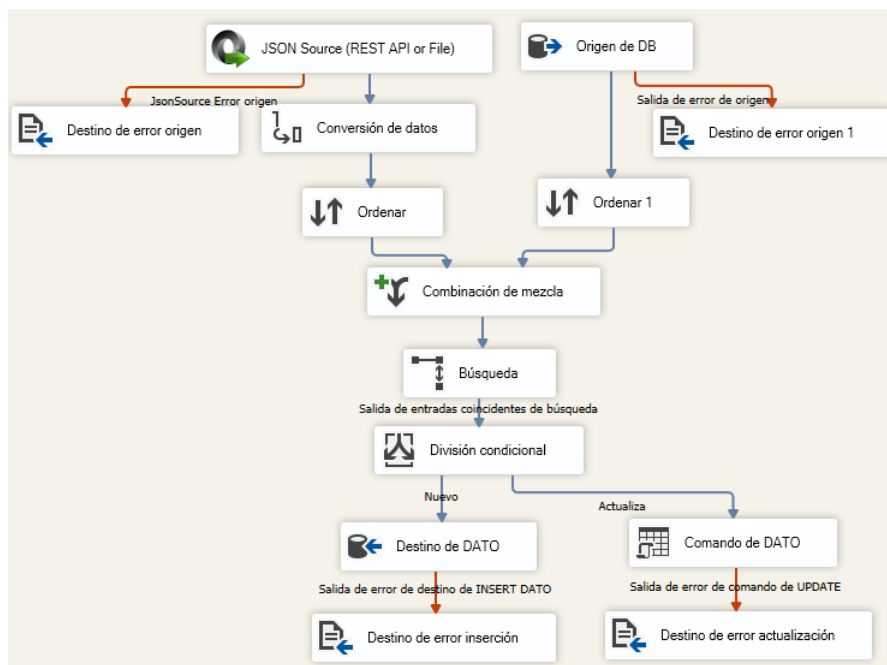 JSON Source (REST API or File)
Origen de DB
JsonSource Error origen
Salida de error de origen
Destino de error origen
Conversión de datos
Destino de error origen 1
Ordenar
Ordenar 1
Combinación de mezcla
Búsqueda
Salida de entradas coincidentes de búsqueda
División condicional
Nuevo
Actualiza
Destino de DATO
Comando de DATO
Salida de error de destino de INSERT DATO
Salida de error de comando de UPDATE
Destino de error inserción
Destino de error actualización